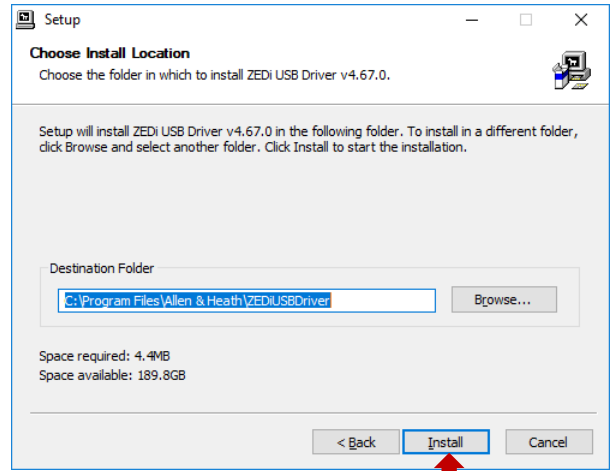 Setup
Choose Install Location
Choose the folder in which to install ZEDi USB Driver v4.67.0.
Setup will install ZEDi USB Driver v4.67.0 in the following folder. To install in a different folder,
click Browse and select another folder. Click Install to start the installation.
Destination Folder
C:\Program Files\Allen & Heath\ZEDiUSBDriver
Browse...
Space required: 4.4MB
Space available: 189.8GB
< Back
Install
Cancel